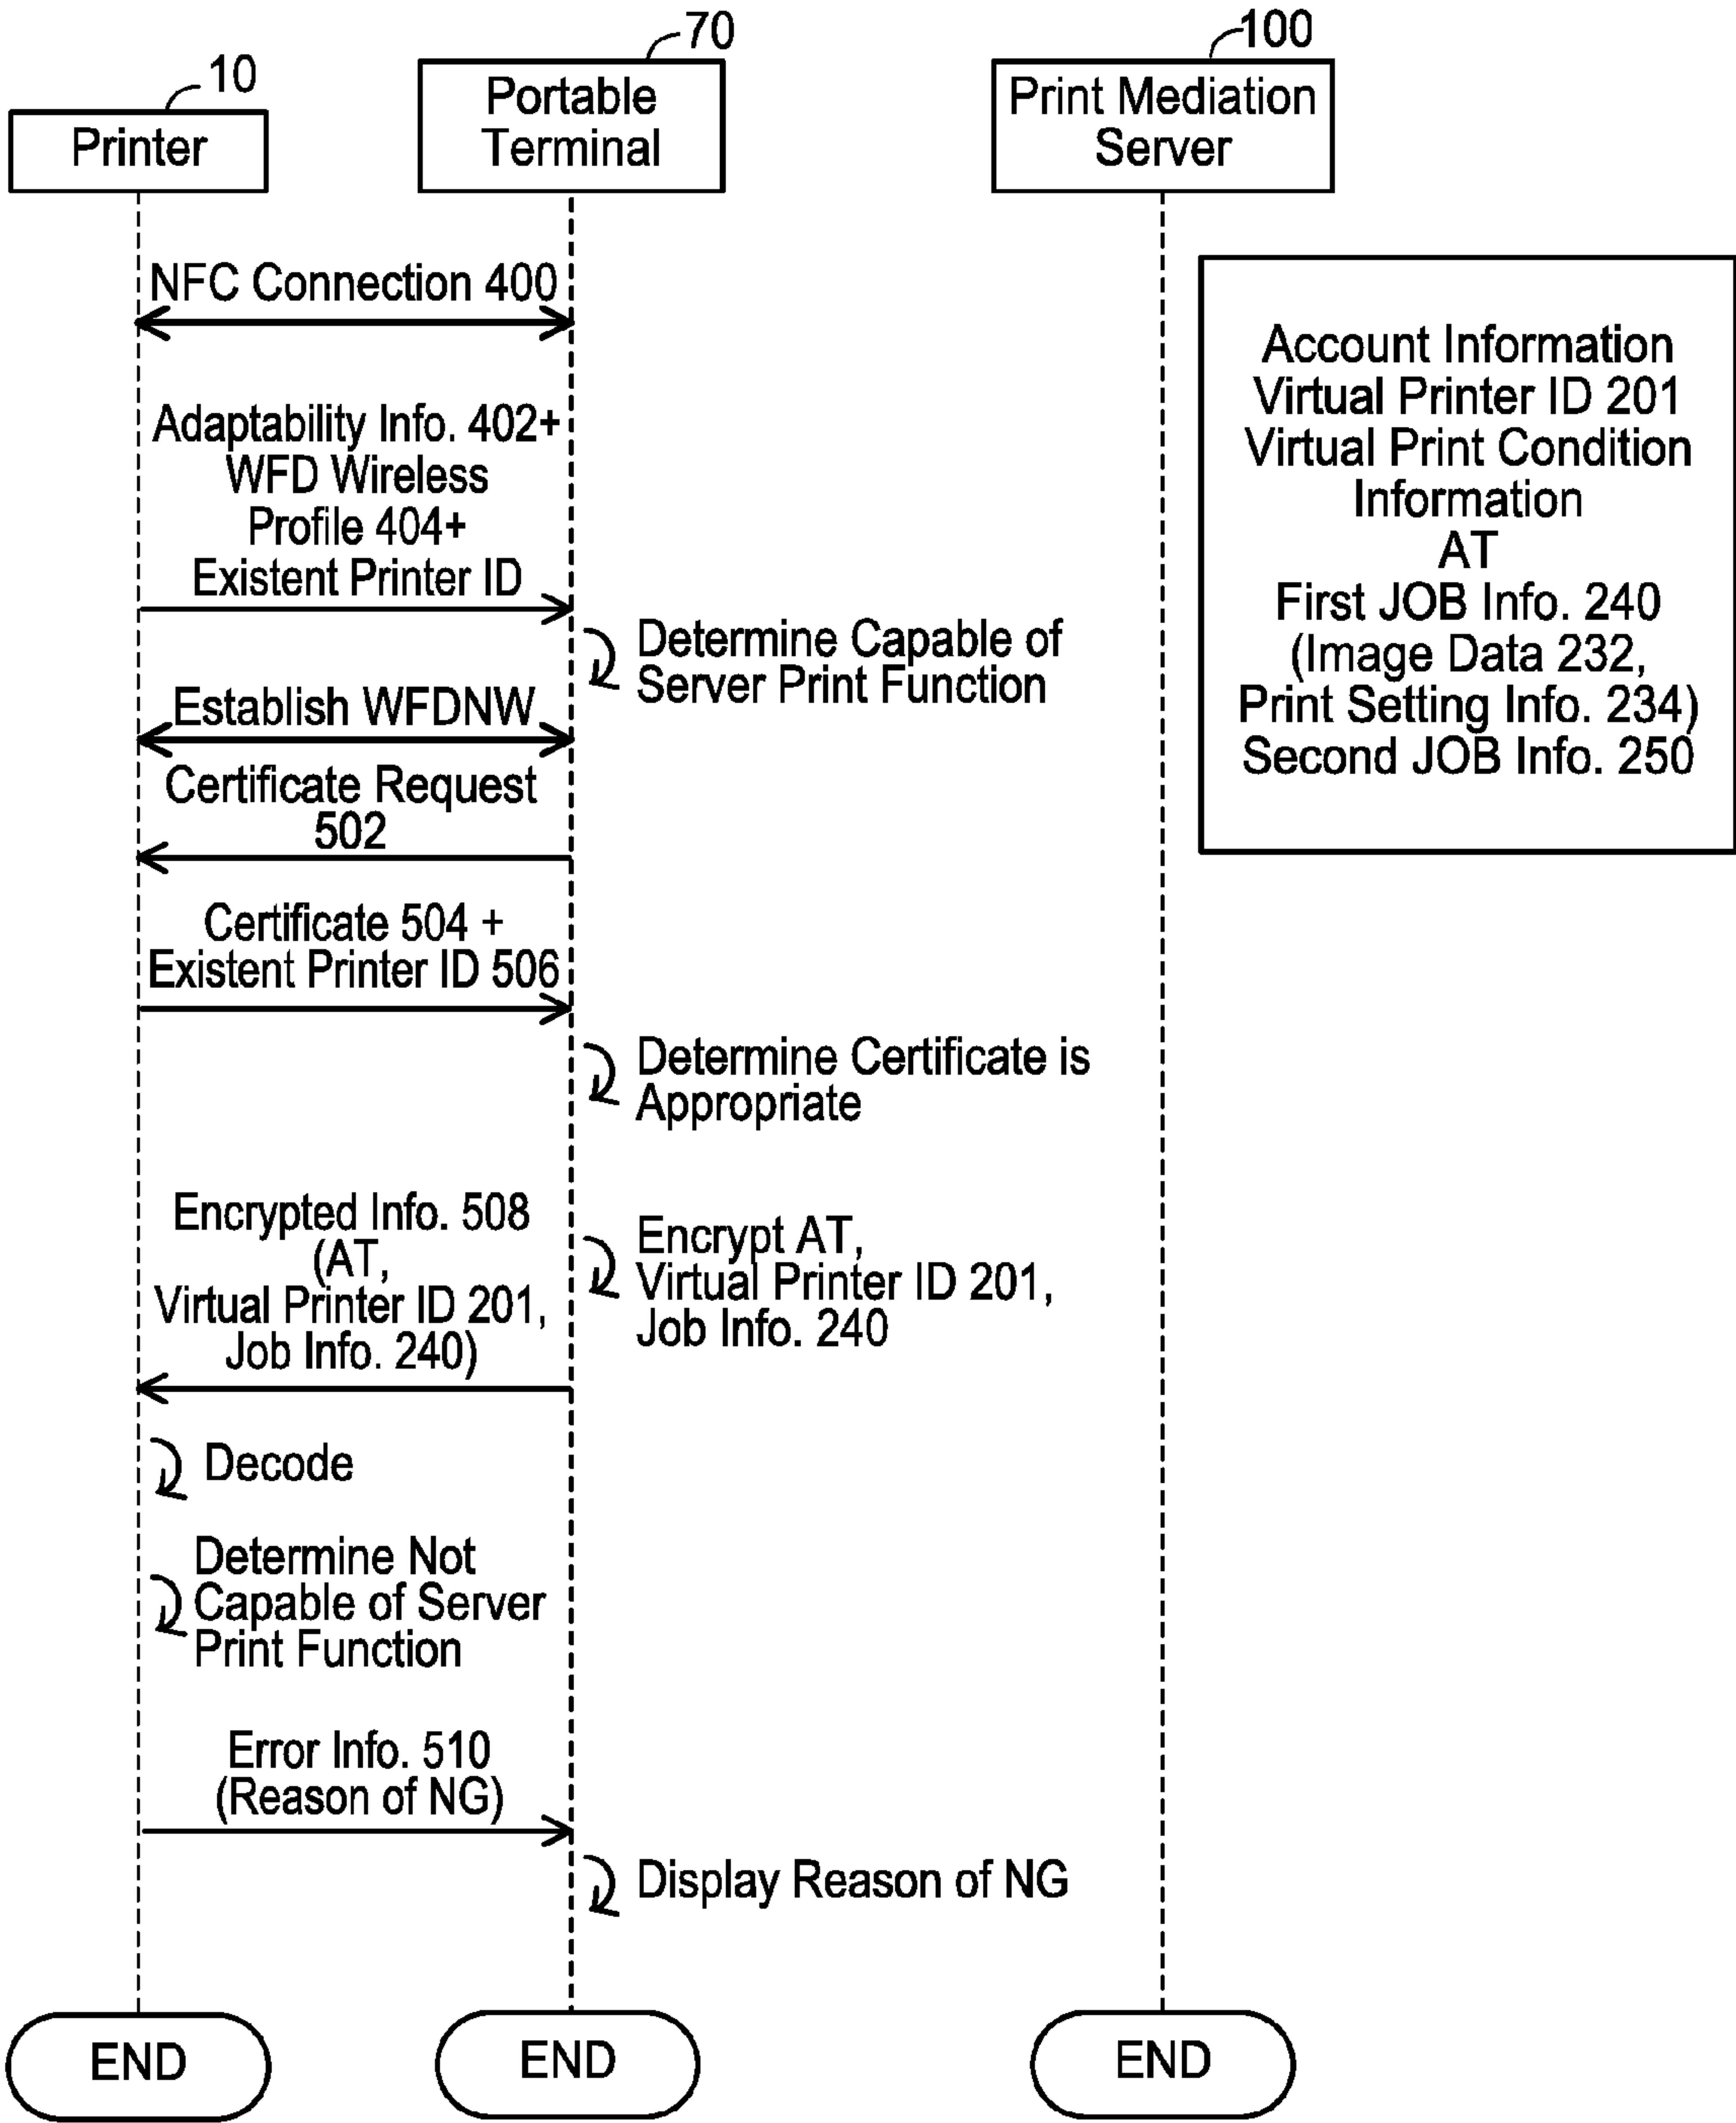 10
Printer
70
Portable
Terminal
100
Print Mediation
Server
NFC Connection 400
Adaptability Info. 402+
WFD Wireless
Profile 404+
Existent Printer ID
Determine Capable of
Server Print Function
Establish WFDNW
Certificate Request
502
Certificate 504 +
Existent Printer ID 506
Determine Certificate is
Appropriate
Encrypted Info. 508
(AT,
Virtual Printer ID 201,
Job Info. 240)
Encrypt AT,
Virtual Printer ID 201,
Job Info. 240
Decode
Determine Not
Capable of Server
Print Function
Error Info. 510
(Reason of NG)
Display Reason of NG
Account Information
Virtual Printer ID 201
Virtual Print Condition
Information
AT
First JOB Info. 240
(Image Data 232,
Print Setting Info. 234)
Second JOB Info. 250
END
END
END